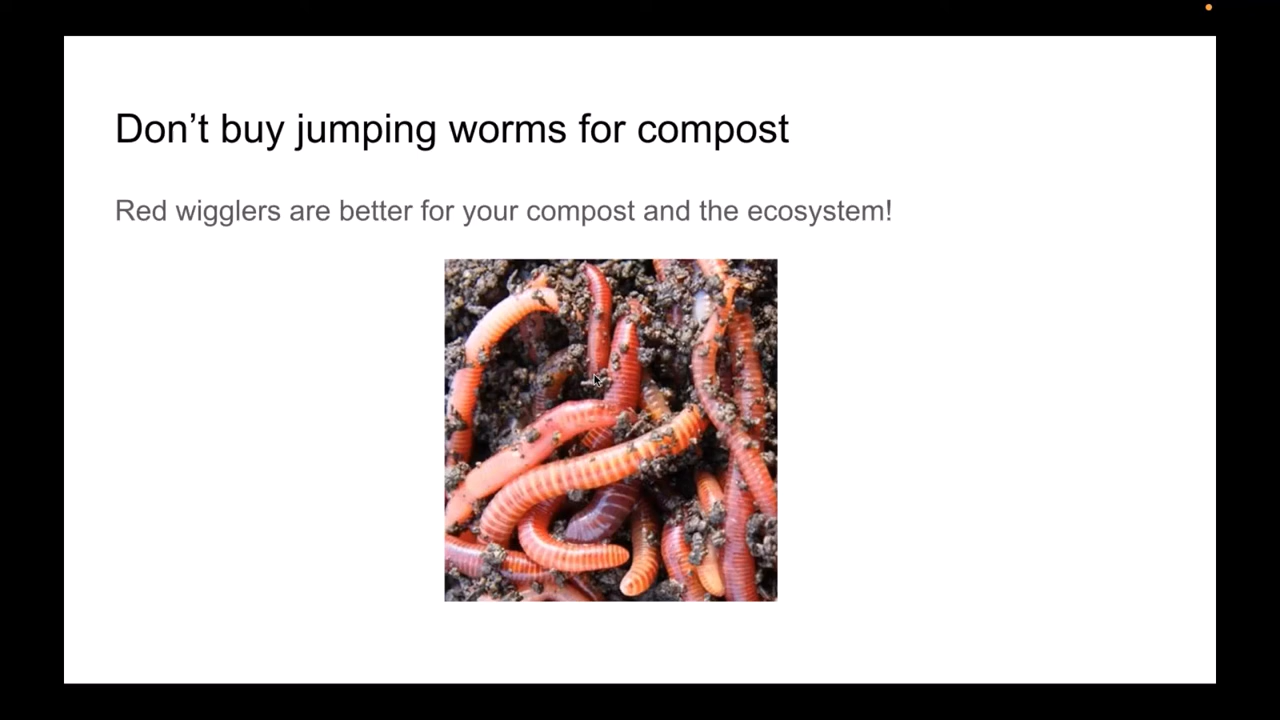 Don’t buy jumping worms for compost
Red wigglers are better for your compost and the ecosystem!